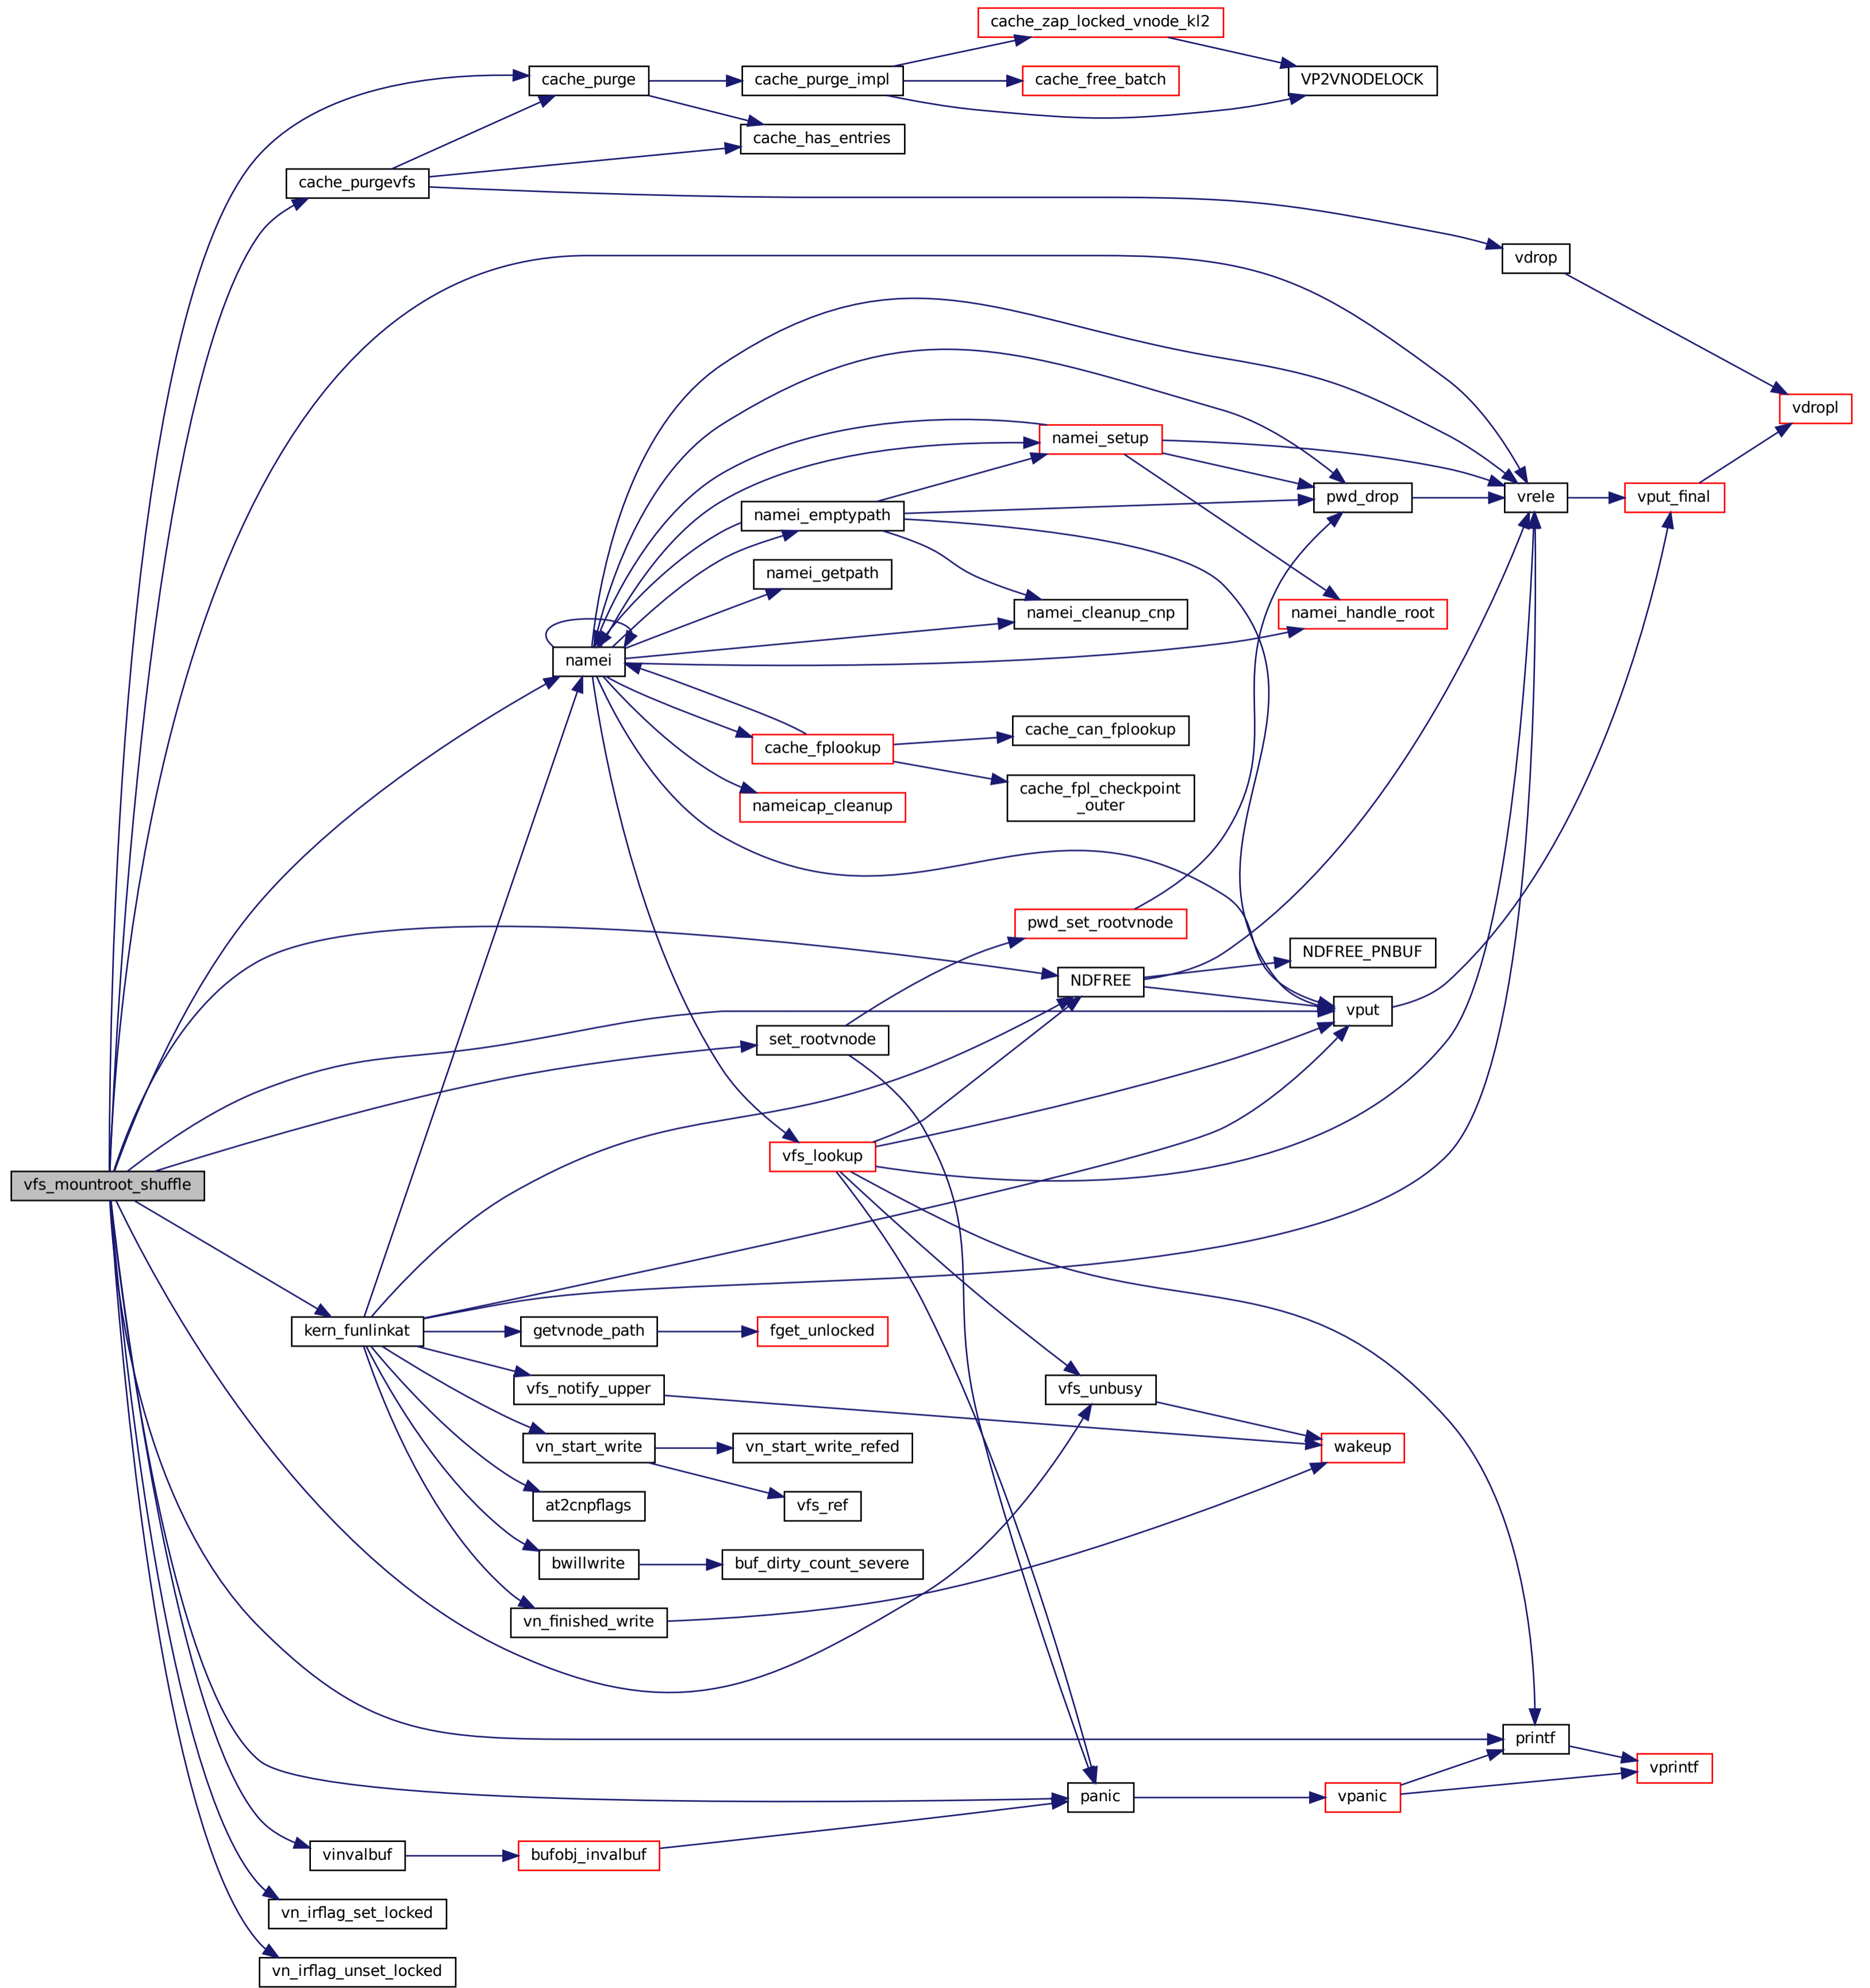 cache_zap_locked_vnode_kl2
cache_purge
cache_purge_impl
cache_free_batch
VP2VNODELOCK
cache_has_entries
cache_purgevfs
vdrop
vdropl
namei_setup
pwd_drop
vrele
vput_final
namei_emptypath
namei_getpath
namei_cleanup_cnp
namei_handle_root
namei
cache_can_fplookup
cache_fplookup
cache_fpl_checkpoint
_outer
nameicap_cleanup
pwd_set_rootvnode
NDFREE_PNBUF
NDFREE
vput
set_rootvnode
vfs_lookup
vfs_mountroot_shuffle
kern_funlinkat
getvnode_path
fget_unlocked
vfs_notify_upper
vfs_unbusy
vn_start_write
vn_start_write_refed
wakeup
at2cnpflags
vfs_ref
bwillwrite
buf_dirty_count_severe
vn_finished_write
printf
vprintf
panic
vpanic
vinvalbuf
bufobj_invalbuf
vn_irflag_set_locked
vn_irflag_unset_locked